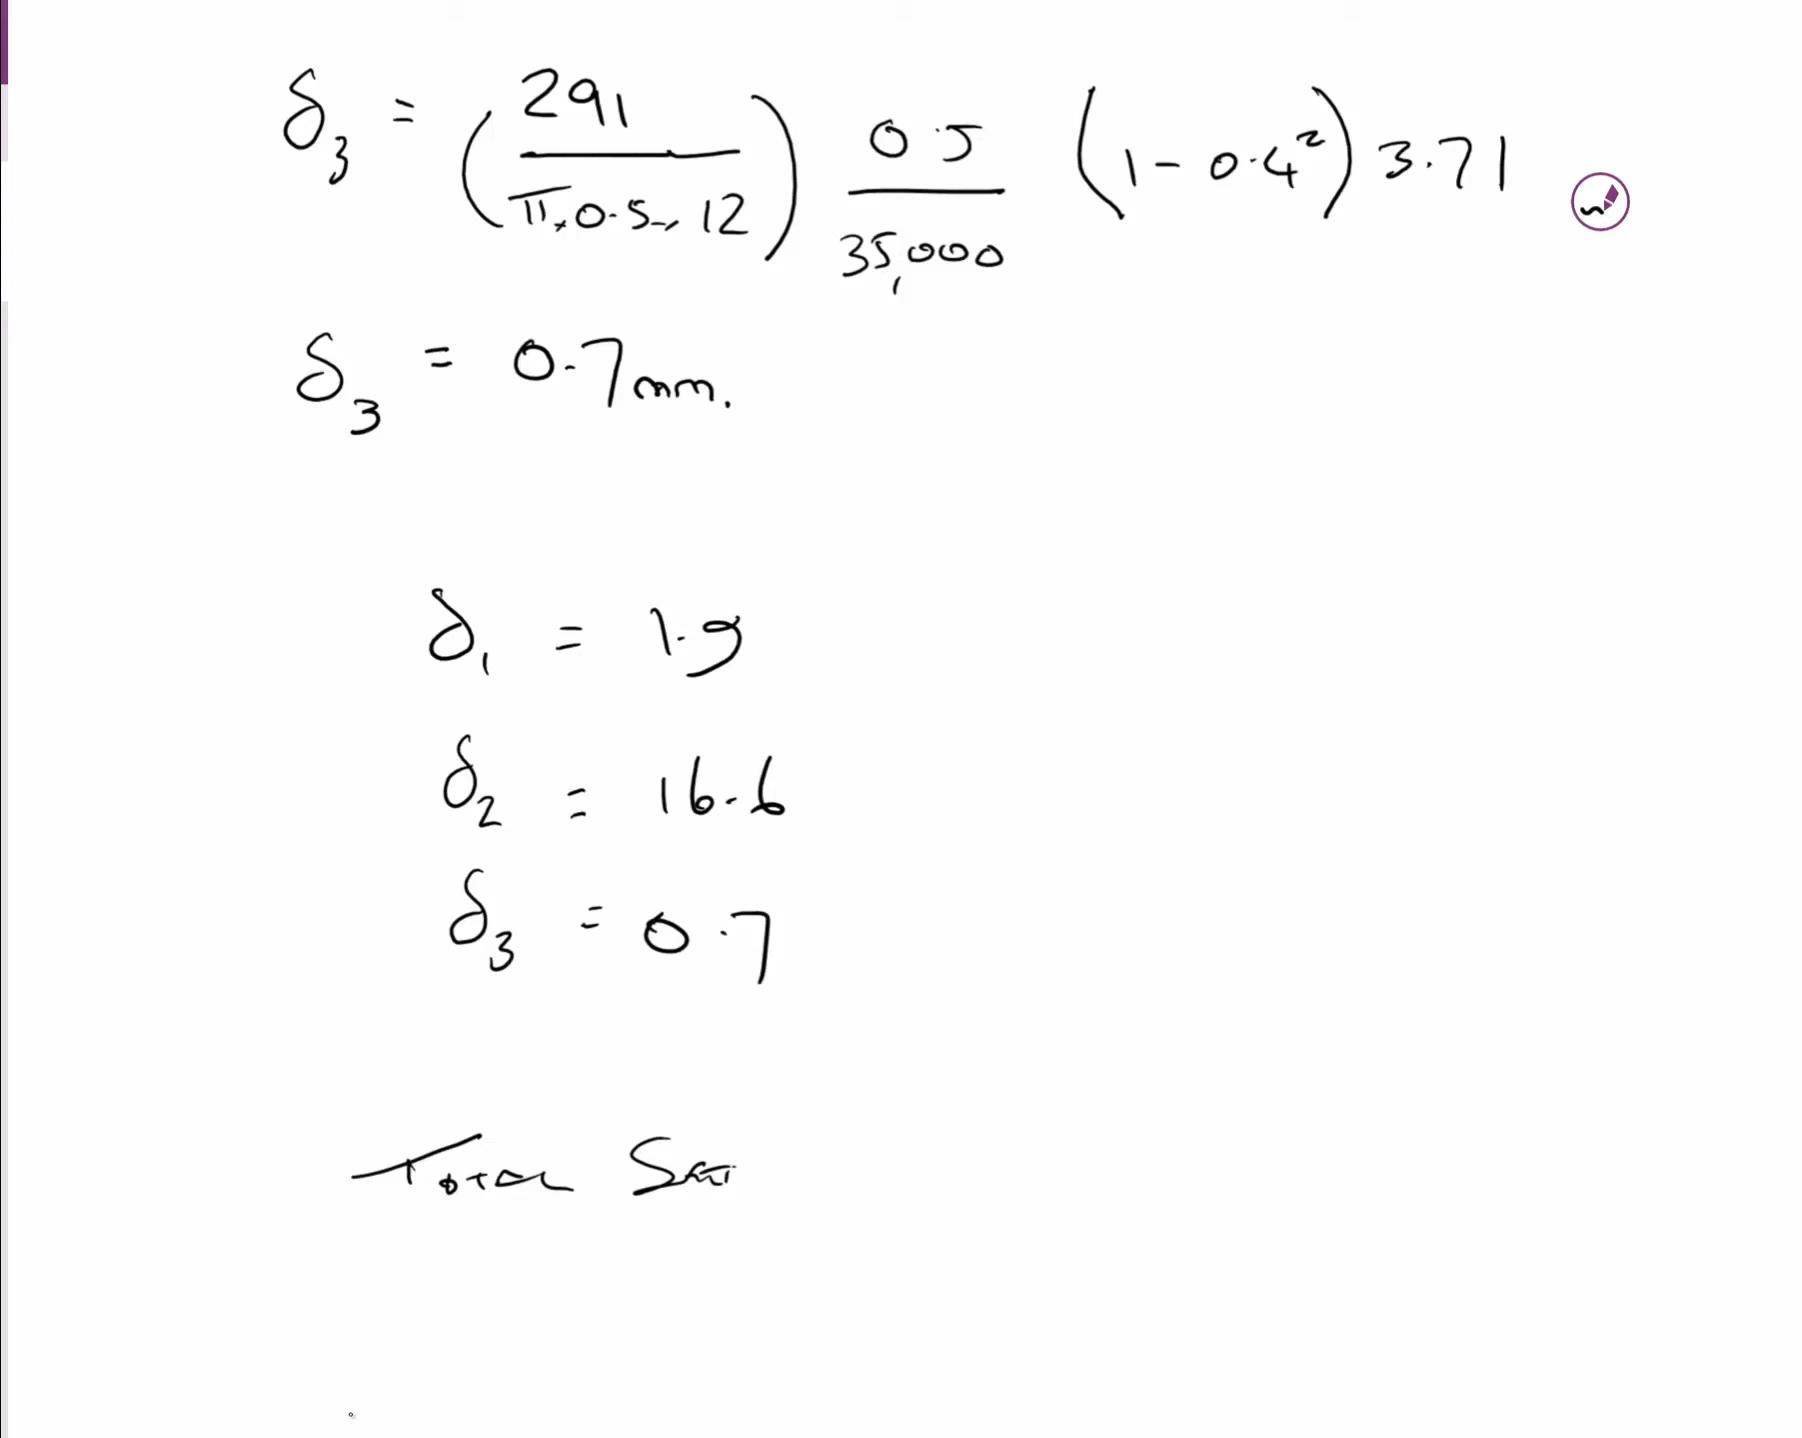 δ₃ = (291 / π×0.5×12) 0.5 / 35,000 (1 - 0.4²) 3.71
δ₃ = 0.7mm.
δ₁ = 1.9
δ₂ = 16.6
δ₃ = 0.7
Total Sett